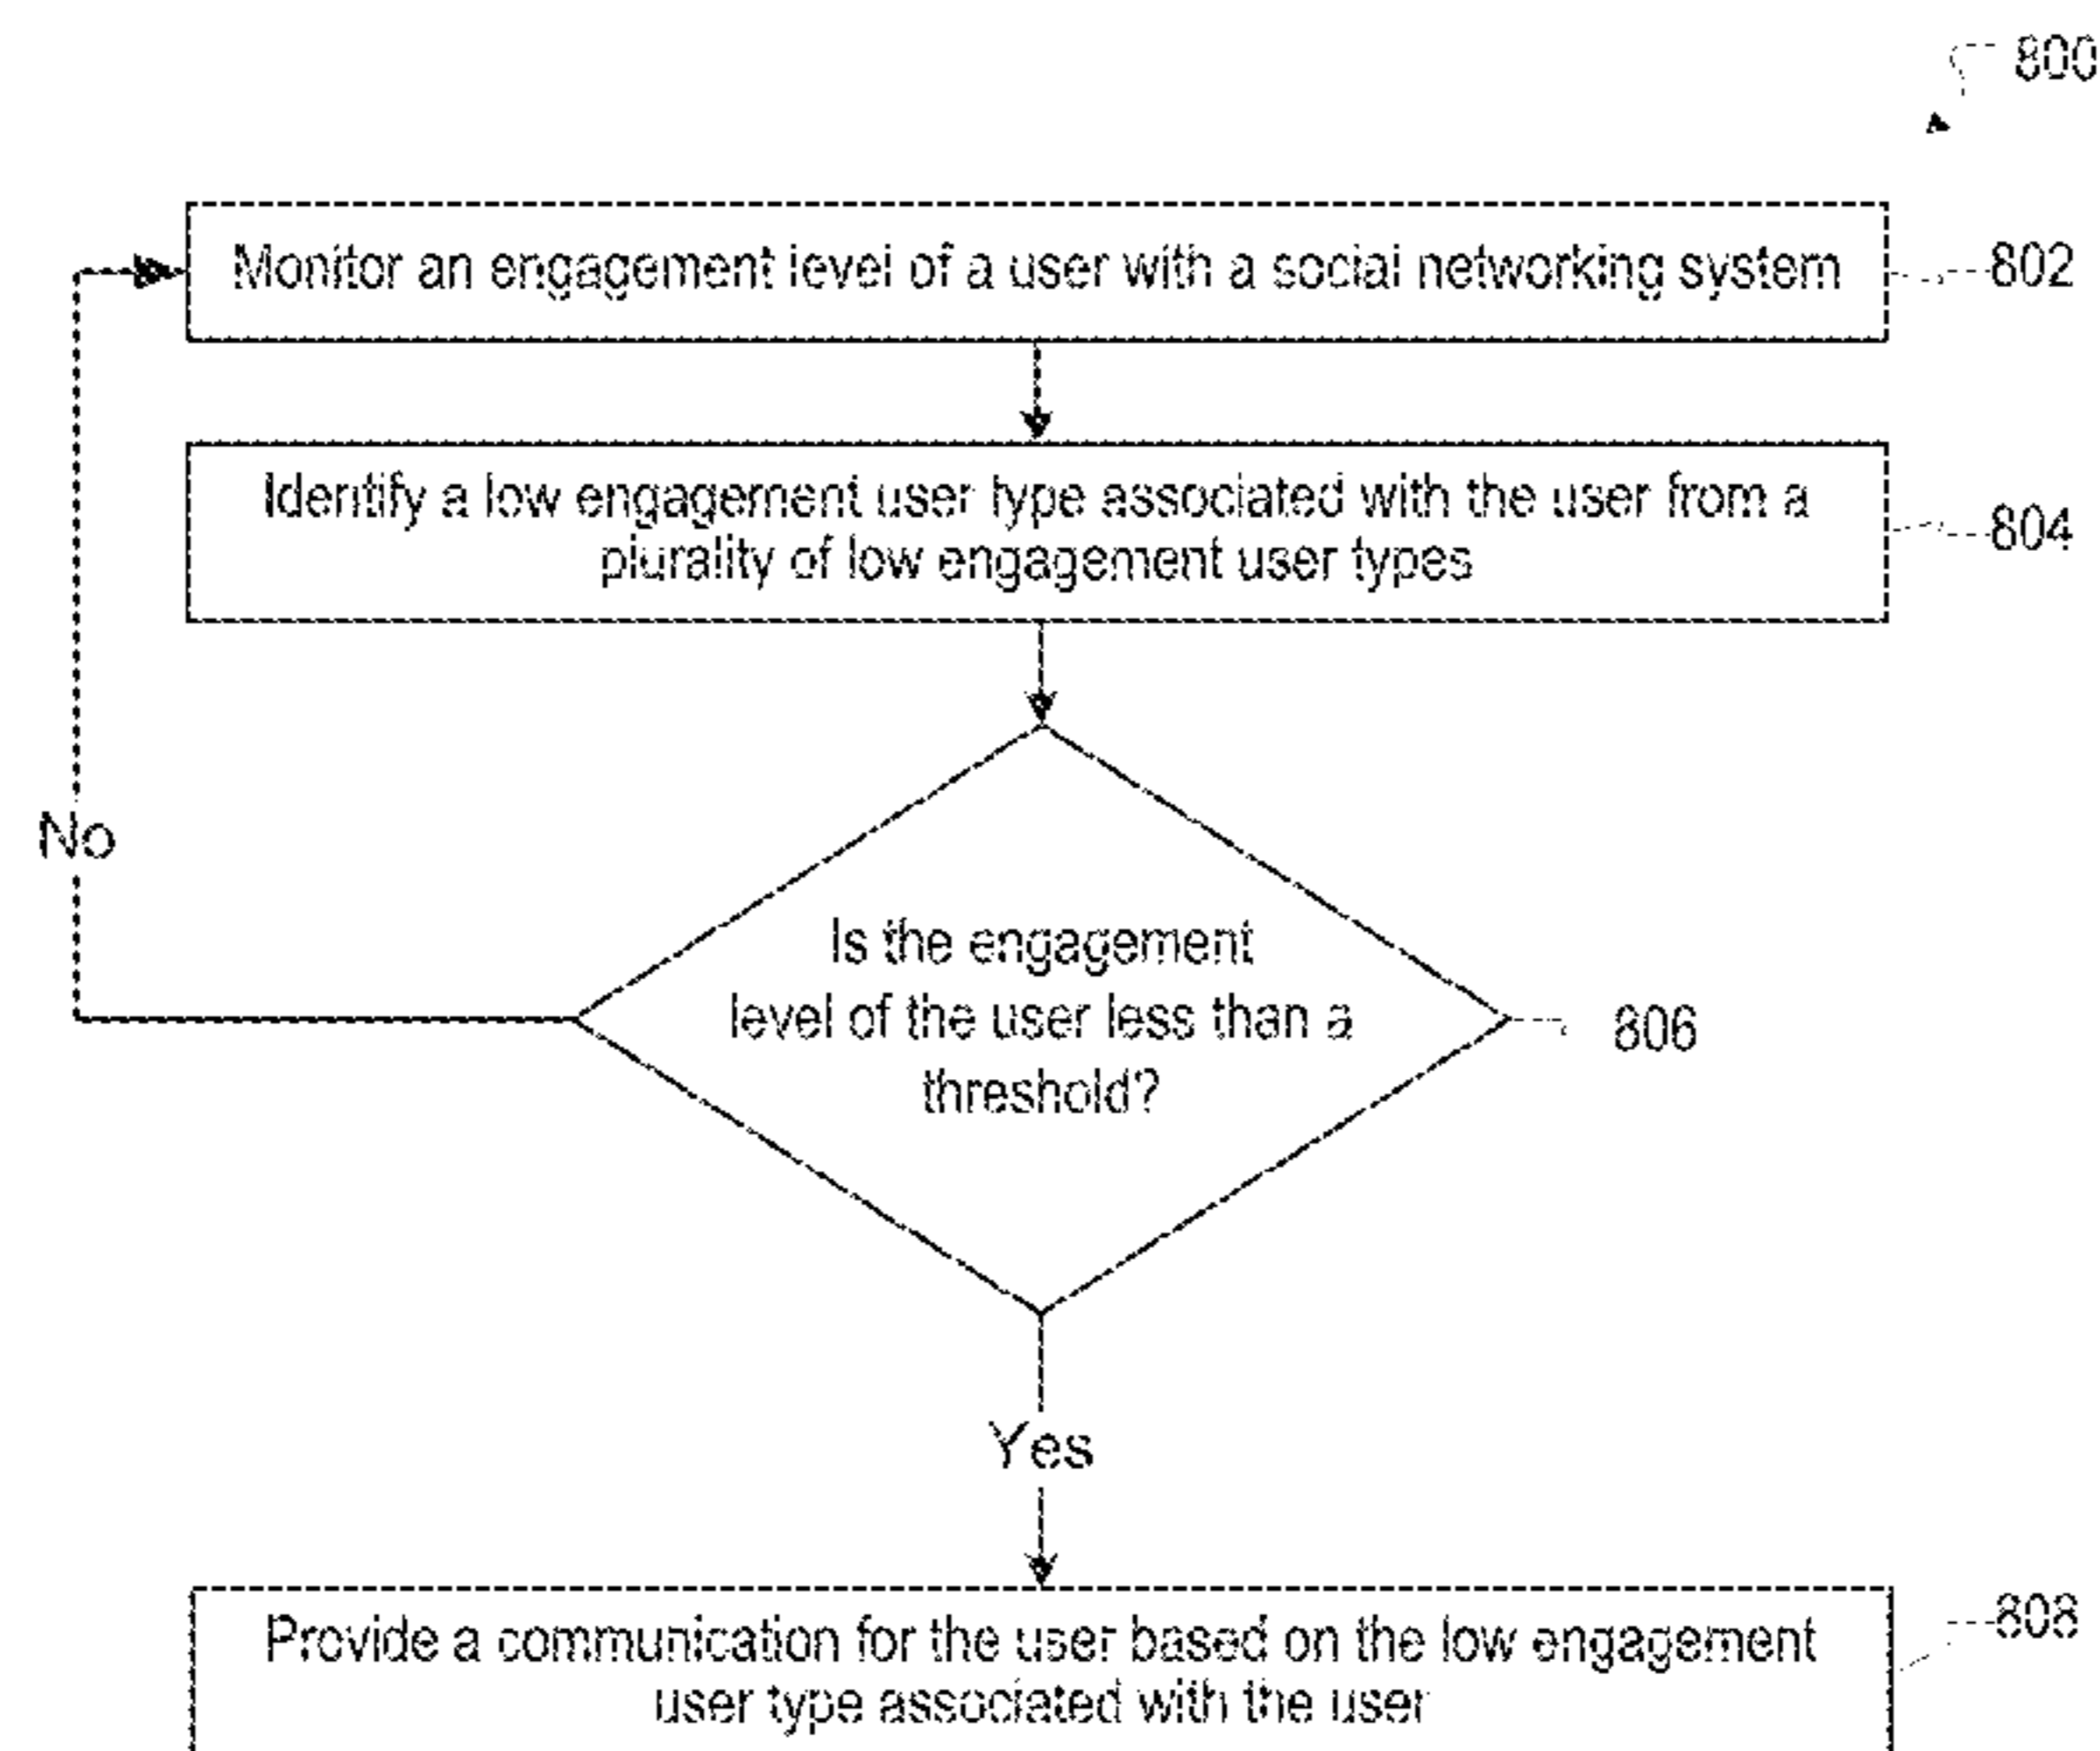 800
Monitor an engagement level of a user with a social networking system
802
Identify a low engagement user type associated with the user from a
plurality of low engagement user types
804
No
Is the engagement
level of the user less than a
threshold?
806
Yes
Provide a communication for the user based on the low engagement
user type associated with the user
808